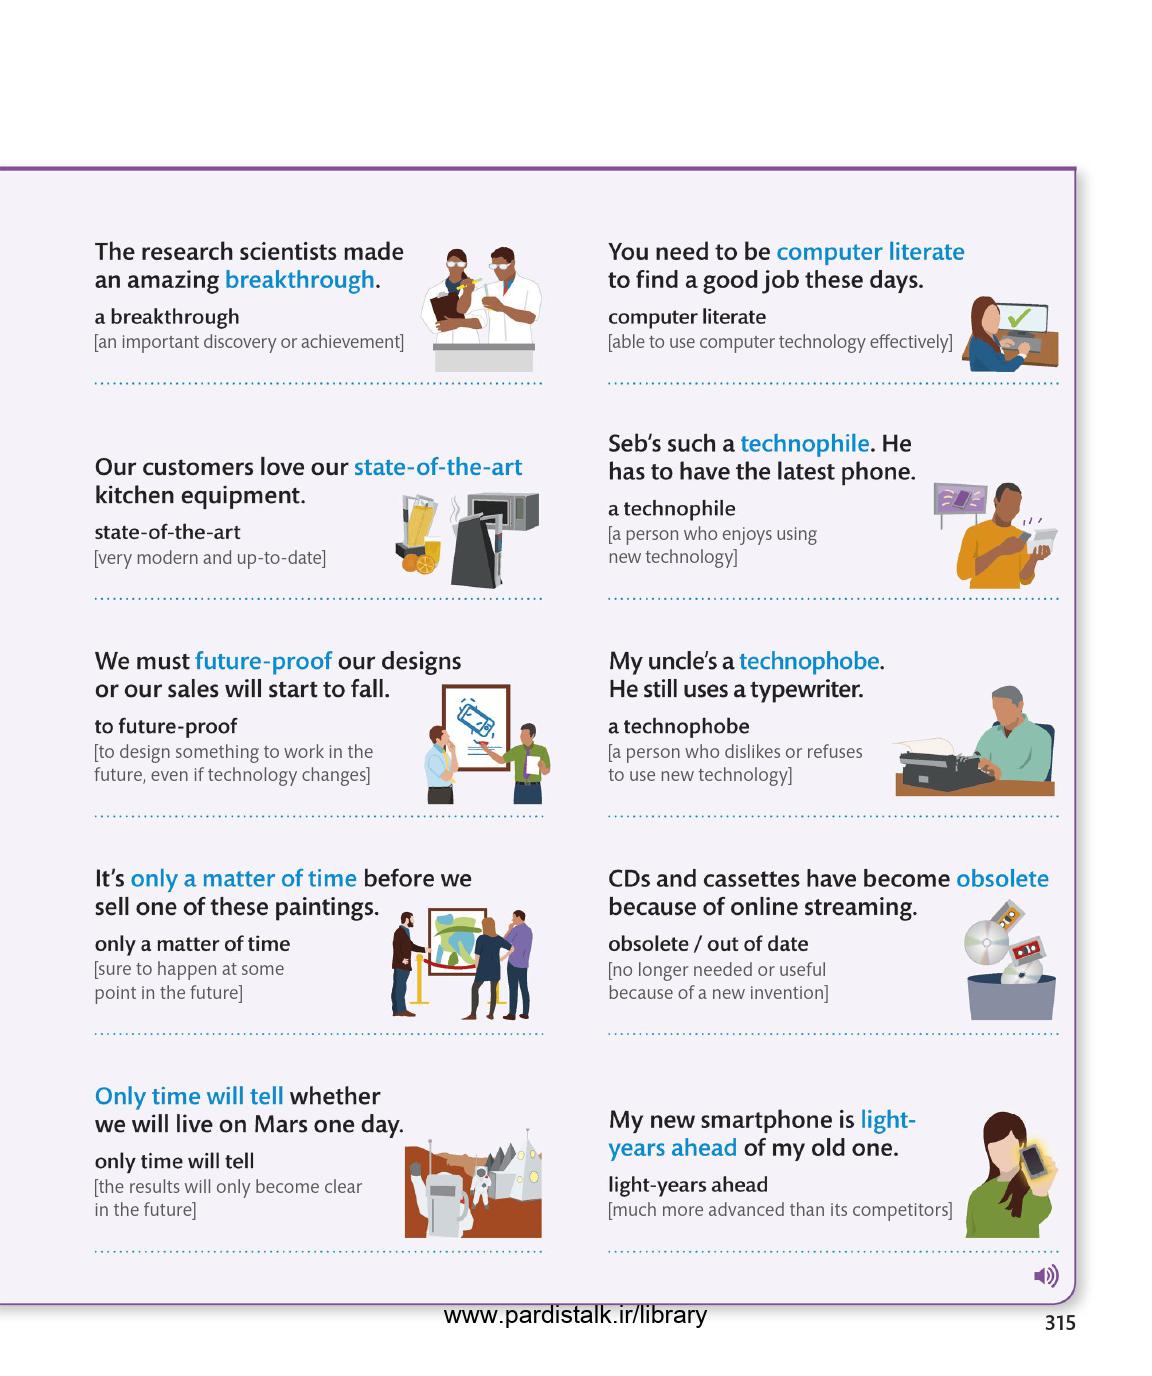 The research scientists made
an amazing breakthrough.
a breakthrough
[an important discovery or achievement]
Our customers love our state-of-the-art
kitchen equipment.
state-of-the-art
[very modern and up-to-date]
We must future-proof our designs
or our sales will start to fall.
to future-proof
[to design something to work in the
future, even if technology changes]
It's only a matter of time before we
sell one of these paintings.
only a matter of time
[sure to happen at some
point in the future]
Only time will tell whether
we will live on Mars one day.
only time will tell
[the results will only become clear
in the future]
You need to be computer literate
to find a good job these days.
computer literate
[able to use computer technology effectively]
Seb's such a technophile. He
has to have the latest phone.
a technophile
[a person who enjoys using
new technology]
My uncle's a technophobe.
He still uses a typewriter.
a technophobe
[a person who dislikes or refuses
to use new technology]
CDs and cassettes have become obsolete
because of online streaming.
obsolete / out of date
[no longer needed or useful
because of a new invention]
My new smartphone is light-
years ahead of my old one.
light-years ahead
[much more advanced than its competitors]
www.pardistalk.ir/library
315